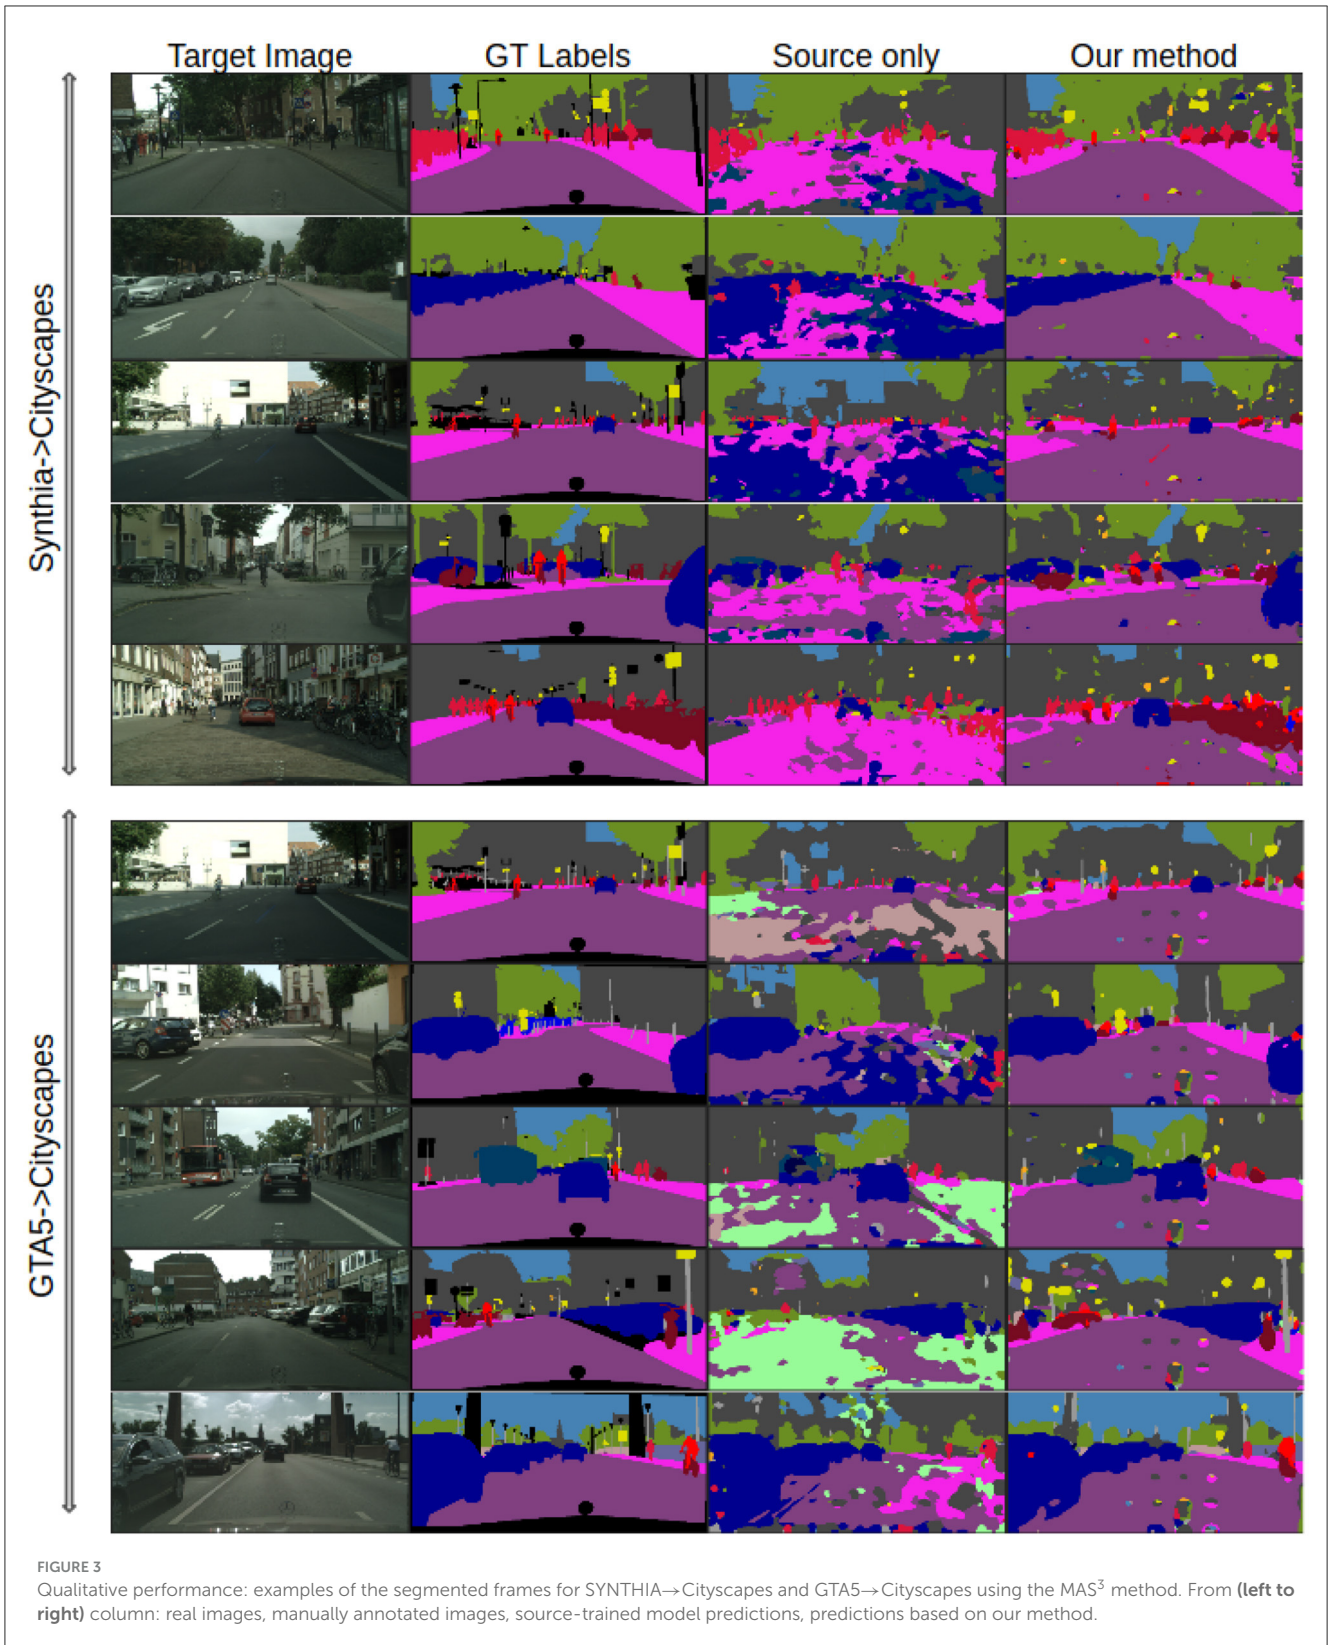 Target Image GT Labels Source only Our method
Synthia->Cityscapes
GTA5->Cityscapes
FIGURE 3
Qualitative performance: examples of the segmented frames for SYNTHIA→Cityscapes and GTA5→Cityscapes using the MAS³ method. From (left to
right) column: real images, manually annotated images, source-trained model predictions, predictions based on our method.